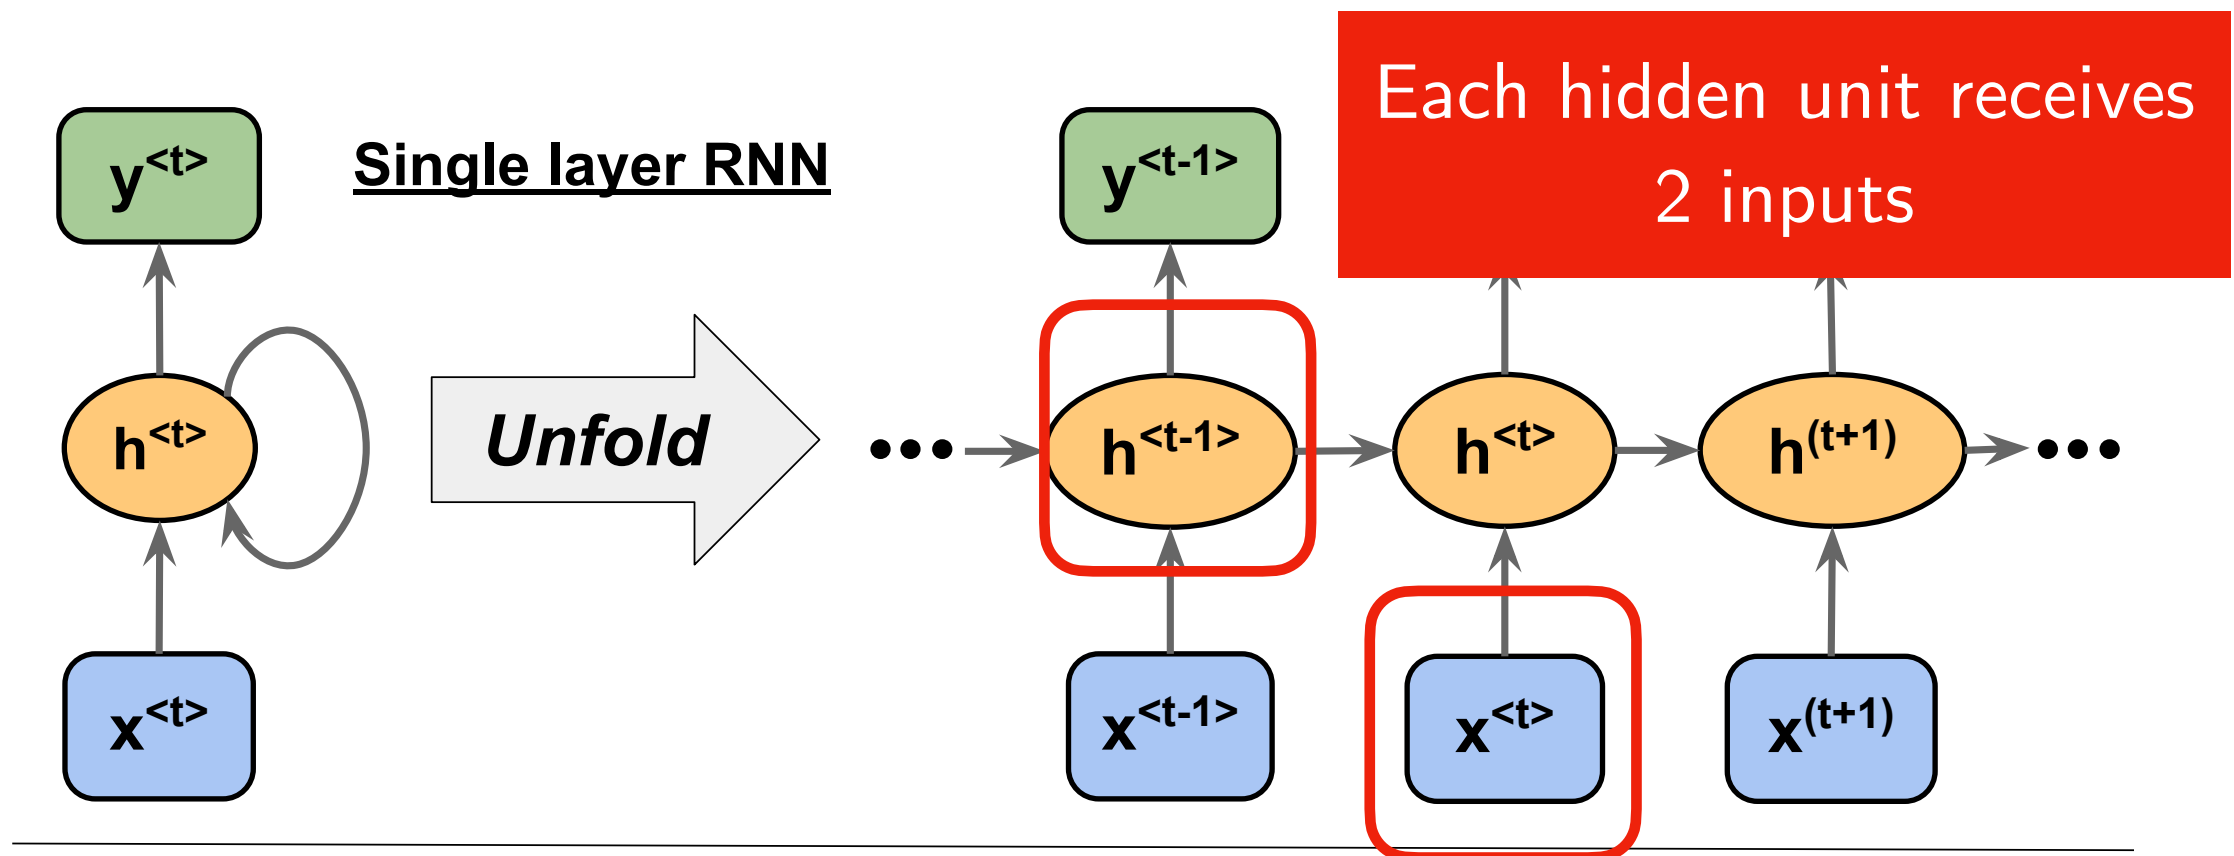 Each hidden unit receives
2 inputs
Single layer RNN
y<t>
y<t-1>
Unfold
h<t>
h<t-1>
h<t>
h(t+1)
x<t>
x<t-1>
x<t>
x(t+1)